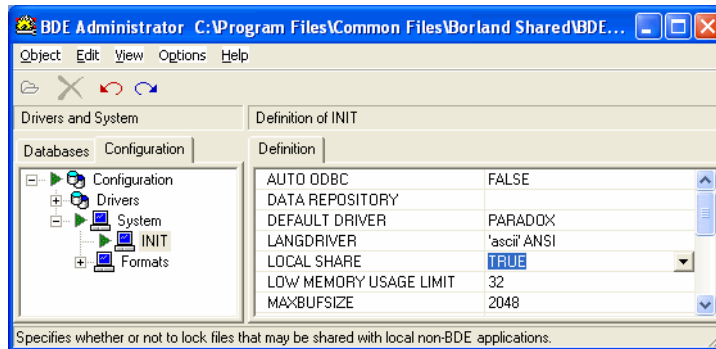 BDE Administrator C:\Program Files\Common Files\Borland Shared\BDE...
Object Edit View Options Help
Drivers and System
Definition of INIT
Databases Configuration
Definition
Configuration
Drivers
System
INIT
Formats
AUTO ODBC FALSE
DATA REPOSITORY
DEFAULT DRIVER PARADOX
LANGDRIVER 'ascii' ANSI
LOCAL SHARE TRUE
LOW MEMORY USAGE LIMIT 32
MAXBUFSIZE 2048
Specifies whether or not to lock files that may be shared with local non-BDE applications.